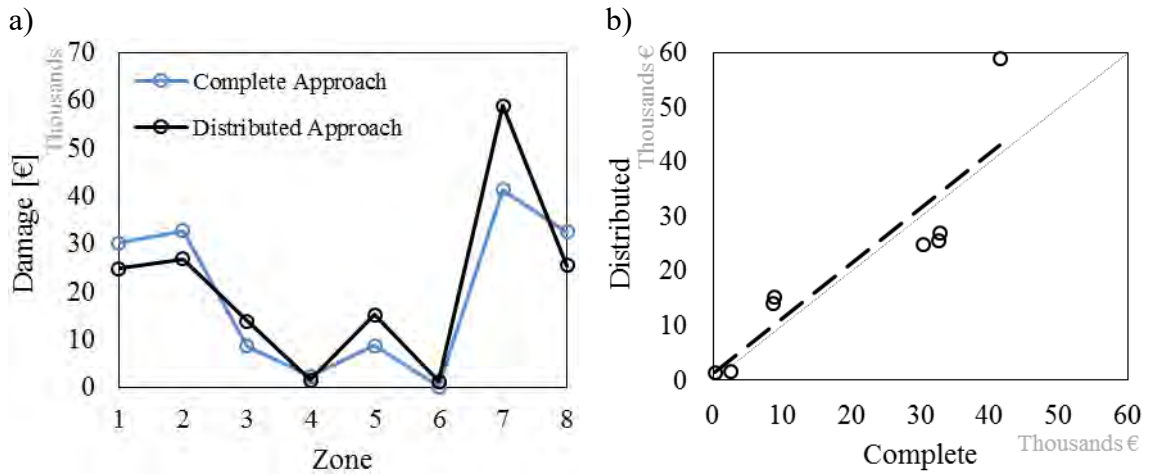 a)
Thousands
70
60
50
40
30
20
10
0
Damage [€]
Complete Approach
Distributed Approach
1 2 3 4 5 6 7 8
Zone
b)
Thousands €
60
50
40
30
20
10
0
Distributed
0 10 20 30 40 50 60
Complete
Thousands €